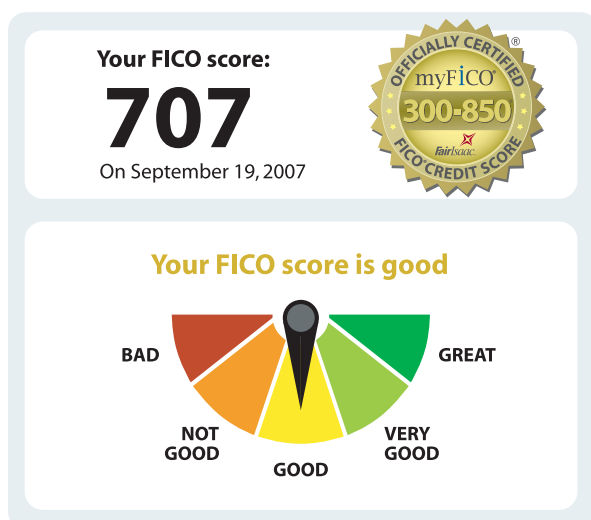 Your FICO score:
707
On September 19, 2007
OFFICIALLY CERTIFIED
®
myFICO®
300-850
FairIsaac
FICO® CREDIT SCORE
Your FICO score is good
BAD
GREAT
NOT
GOOD
VERY
GOOD
GOOD